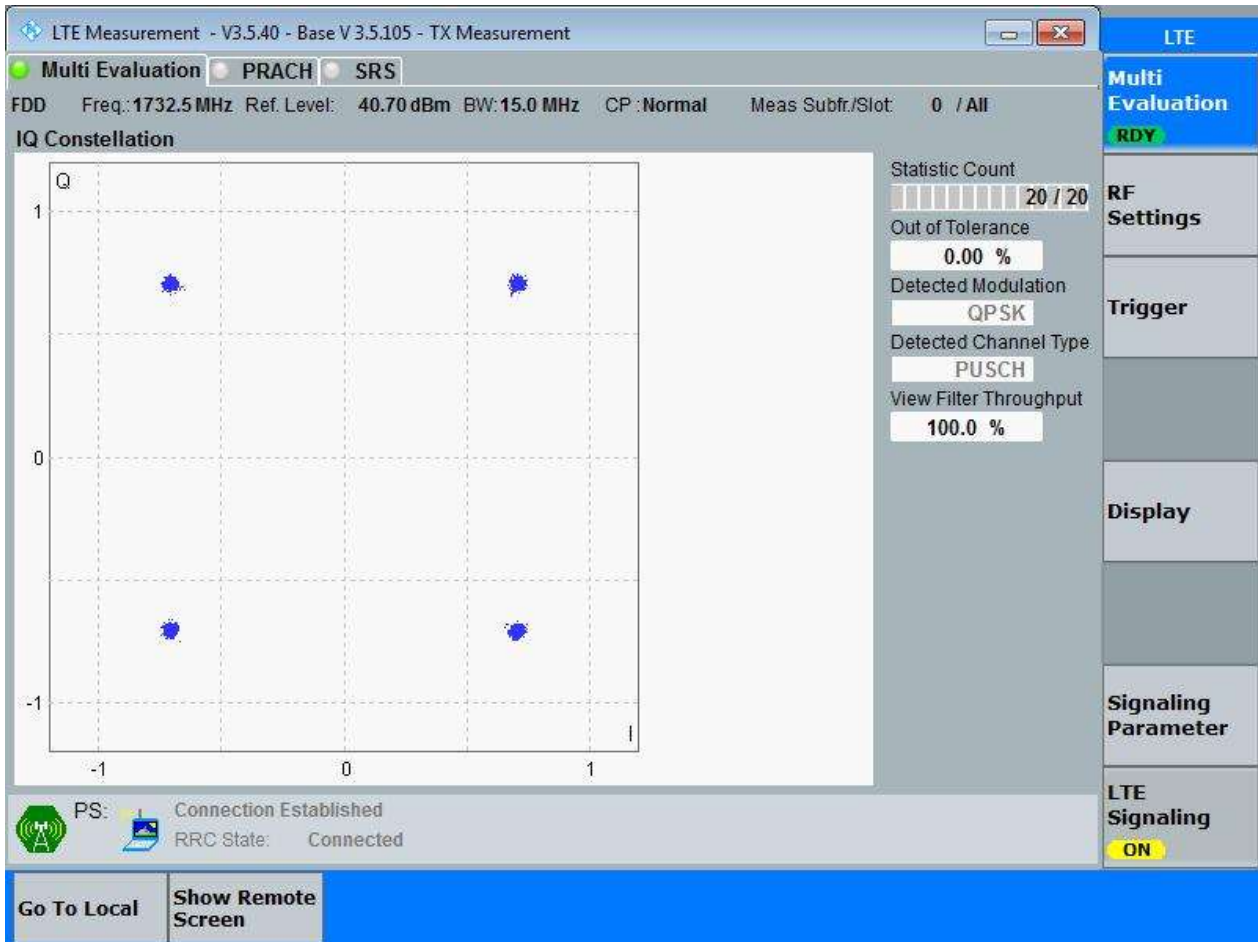 LTE Measurement - V3.5.40 - Base V 3.5.105 - TX Measurement
LTE
Multi Evaluation PRACH SRS
Multi
Evaluation
RDY
FDD Freq.: 1732.5 MHz Ref. Level: 40.70 dBm BW: 15.0 MHz CP : Normal Meas Subfr./Slot: 0 / All
IQ Constellation
Q
1
0
-1
I
-1 0 1
Statistic Count
20 / 20
Out of Tolerance
0.00 %
Detected Modulation
QPSK
Detected Channel Type
PUSCH
View Filter Throughput
100.0 %
RF
Settings
Trigger
Display
Signaling
Parameter
LTE
Signaling
ON
PS: Connection Established
RRC State: Connected
Go To Local
Show Remote
Screen